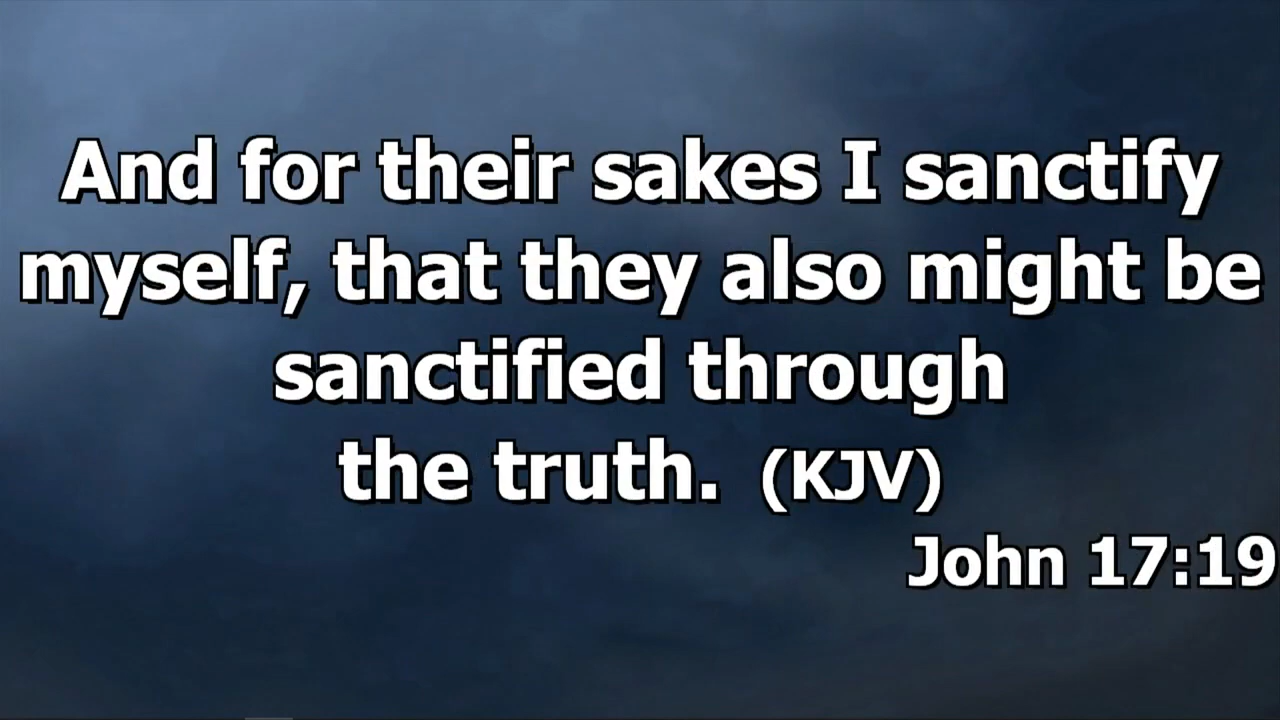 And for their sakes I sanctify
myself, that they also might be
sanctified through
the truth. (KJV)
John 17:19